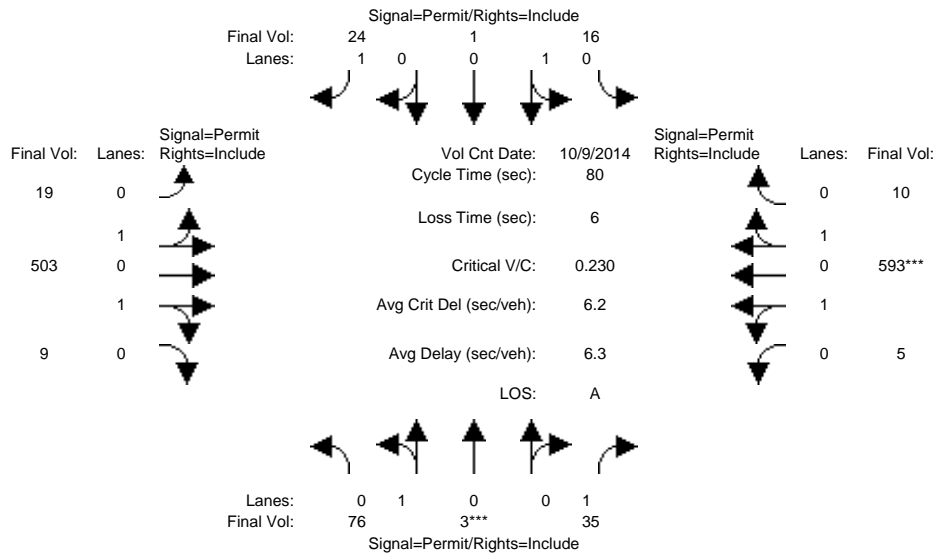 Signal=Permit/Rights=Include
Final Vol: 24 1 16
Lanes: 1 0 0 1 0
Signal=Permit Signal=Permit
Final Vol: Lanes: Rights=Include Vol Cnt Date: 10/9/2014 Rights=Include Lanes: Final Vol:
Cycle Time (sec): 80
19 0 0 10
Loss Time (sec): 6
1 1
503 0 Critical V/C: 0.230 0 593***
1 Avg Crit Del (sec/veh): 6.2 1
9 0 Avg Delay (sec/veh): 6.3 0 5
LOS: A
Lanes: 0 1 0 0 1
Final Vol: 76 3*** 35
Signal=Permit/Rights=Include